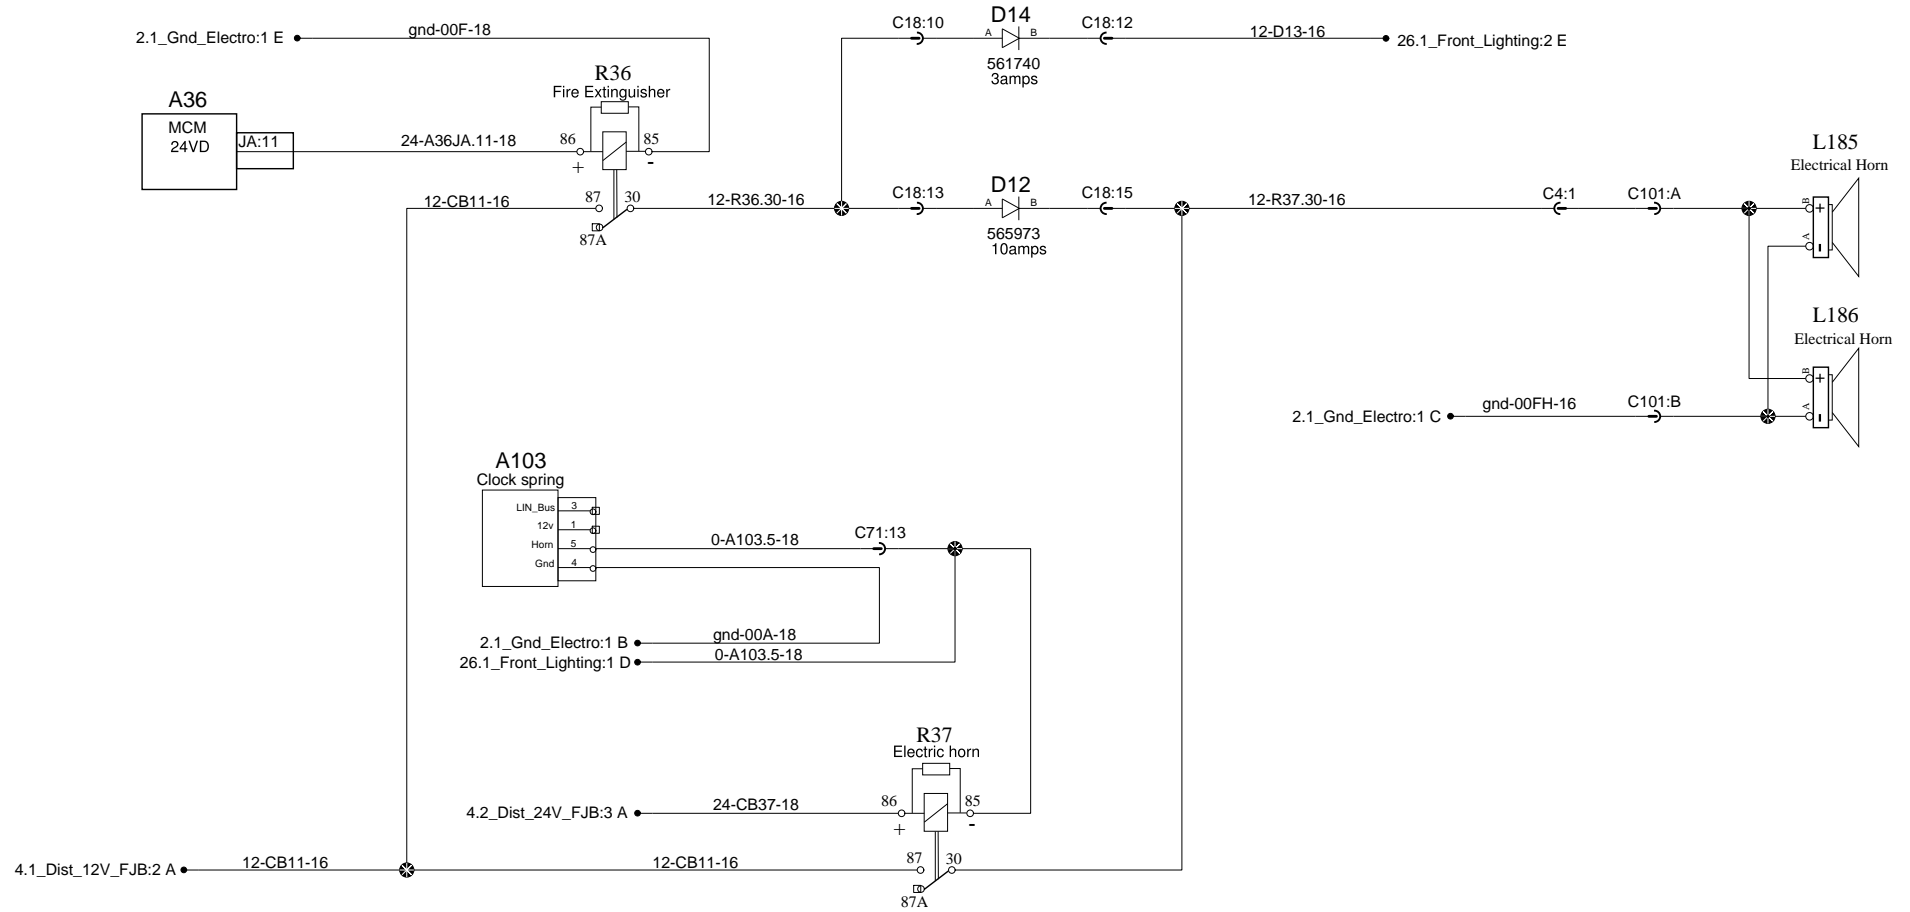 D14
C18:10
C18:12
gnd-00F-18
12-D13-16
2.1_Gnd_Electro:1 E
A
B
26.1_Front_Lighting:2 E
561740
3amps
R36
Fire Extinguisher
A36
MCM
24VD
JA:11
24-A36JA.11-18
86
85
+
-
L185
Electrical Horn
D12
C18:13
C18:15
12-CB11-16
87
30
12-R36.30-16
A
B
12-R37.30-16
C4:1
C101:A
B
+
87A
565973
10amps
A
-
L186
Electrical Horn
B
+
2.1_Gnd_Electro:1 C
gnd-00FH-16
C101:B
A
-
A103
Clock spring
LIN_Bus
3
12v
1
Horn
5
0-A103.5-18
C71:13
Gnd
4
2.1_Gnd_Electro:1 B
gnd-00A-18
26.1_Front_Lighting:1 D
0-A103.5-18
R37
Electric horn
4.2_Dist_24V_FJB:3 A
24-CB37-18
86
85
+
-
4.1_Dist_12V_FJB:2 A
12-CB11-16
12-CB11-16
87
30
87A